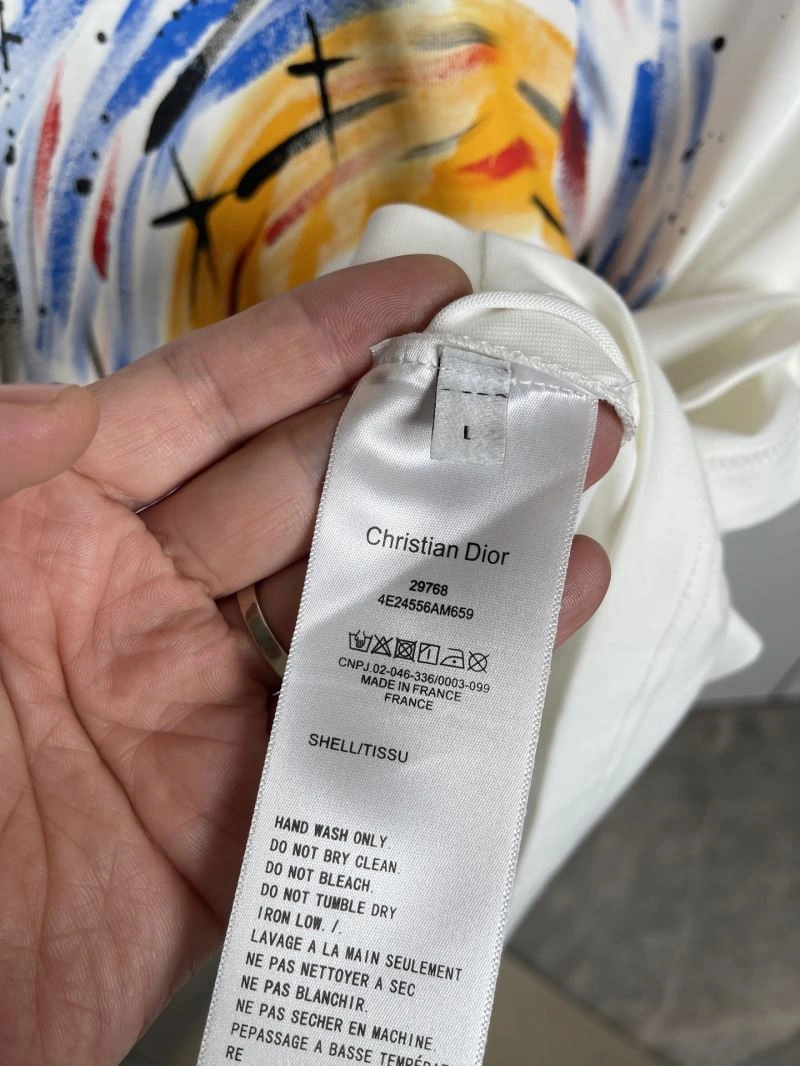 L
Christian Dior
29768
4E24556AM659
CNPJ.02-046-336/0003-099
MADE IN FRANCE
FRANCE
SHELL/TISSU
HAND WASH ONLY
DO NOT BRY CLEAN
DO NOT BLEACH
DO NOT TUMBLE DRY
IRON LOW. /.
LAVAGE A LA MAIN SEULEMENT
NE PAS NETTOYER A SEC
NE PAS BLANCHIR.
NE PAS SECHER EN MACHINE.
PEPASSAGE A BASSE
RE